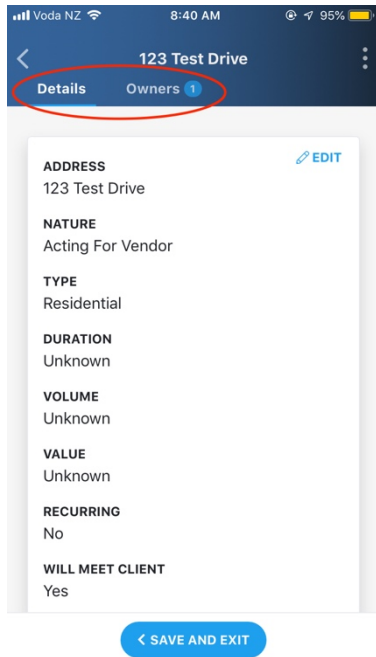 Voda NZ 8:40 AM 95%
123 Test Drive
Details Owners 1
EDIT
ADDRESS
123 Test Drive
NATURE
Acting For Vendor
TYPE
Residential
DURATION
Unknown
VOLUME
Unknown
VALUE
Unknown
RECURRING
No
WILL MEET CLIENT
Yes
SAVE AND EXIT